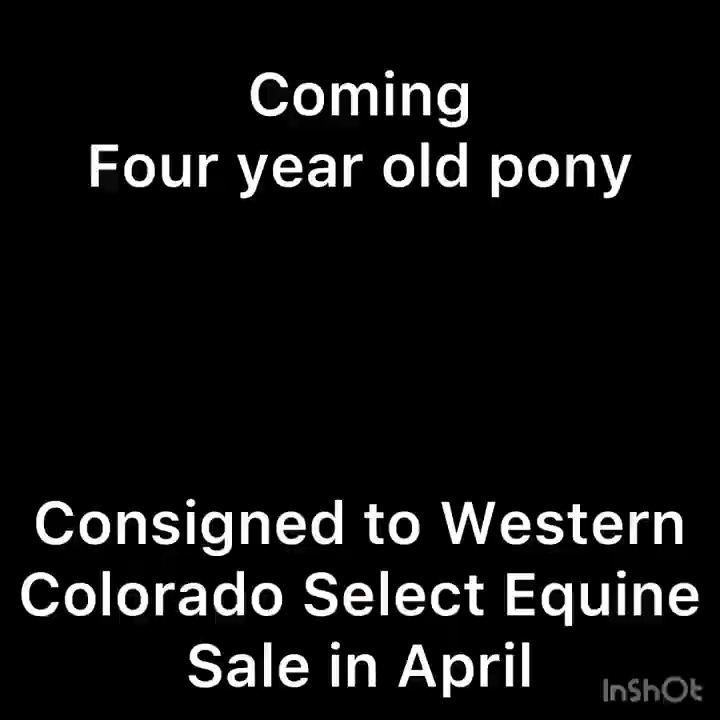 Coming
Four year old pony
Consigned to Western
Colorado Select Equine
Sale in April
InShOt